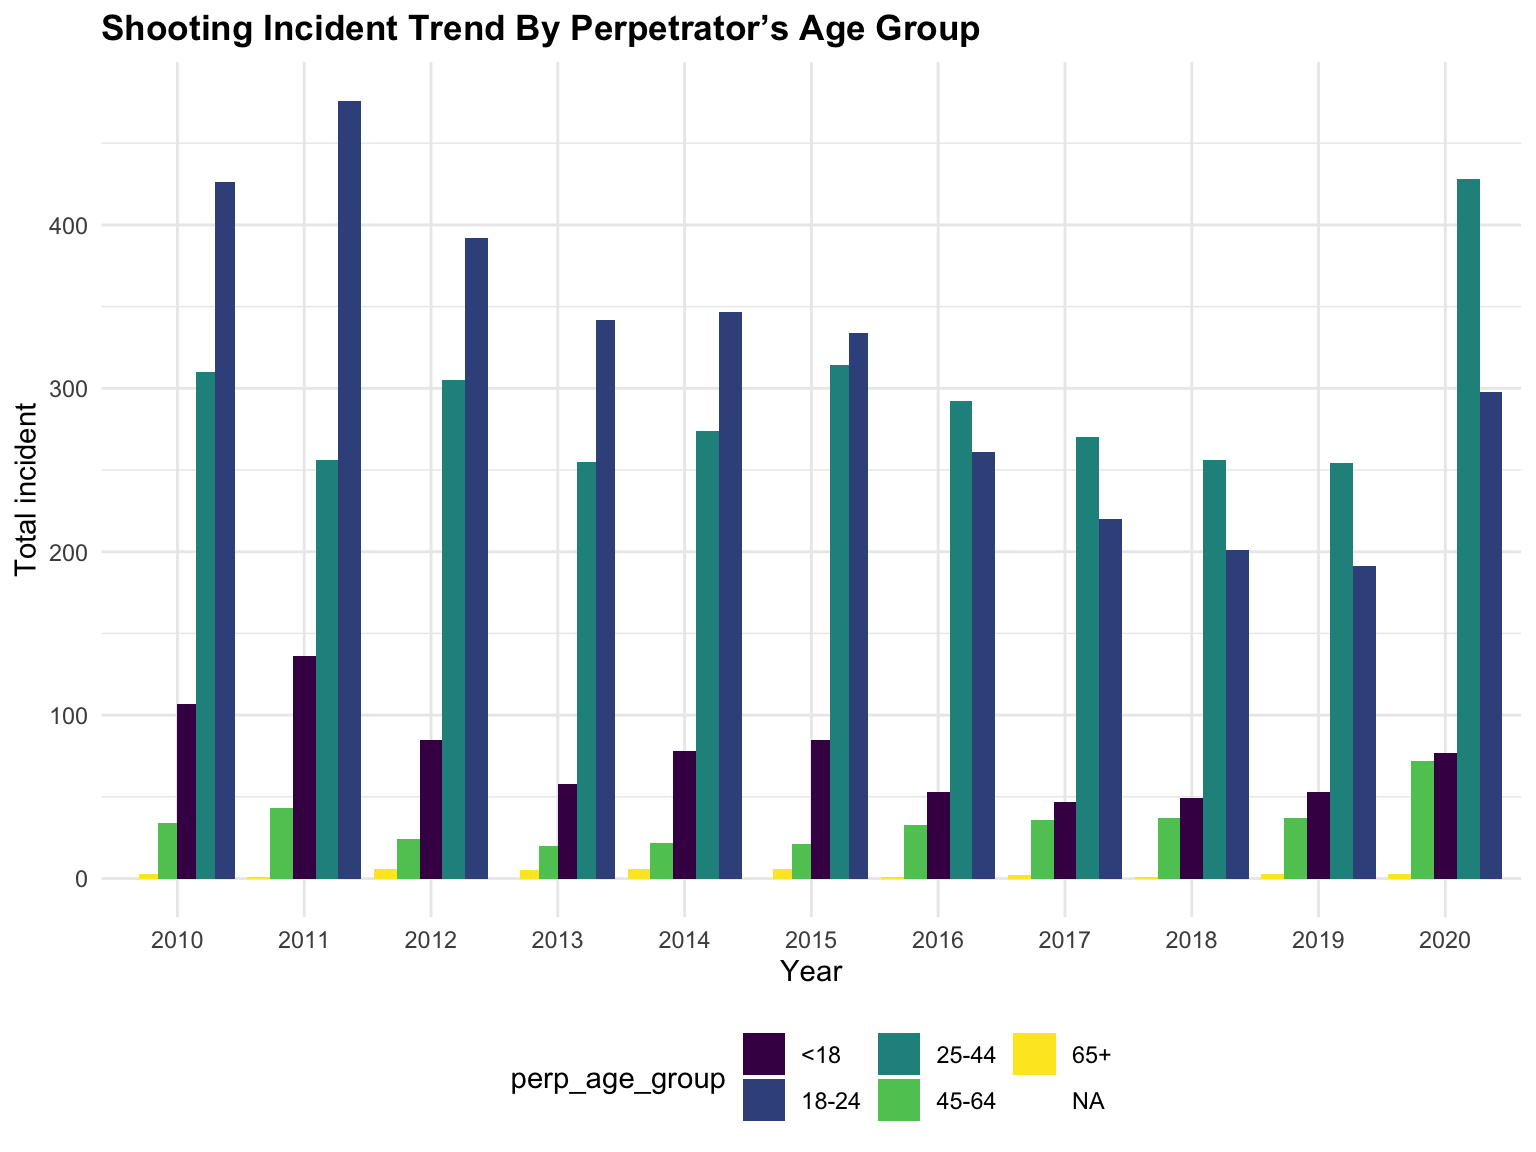 Shooting Incident Trend By Perpetrator’s Age Group
Total incident
400
300
200
100
0
2010 2011 2012 2013 2014 2015 2016 2017 2018 2019 2020
Year
perp_age_group
<18 25-44 65+
18-24 45-64 NA